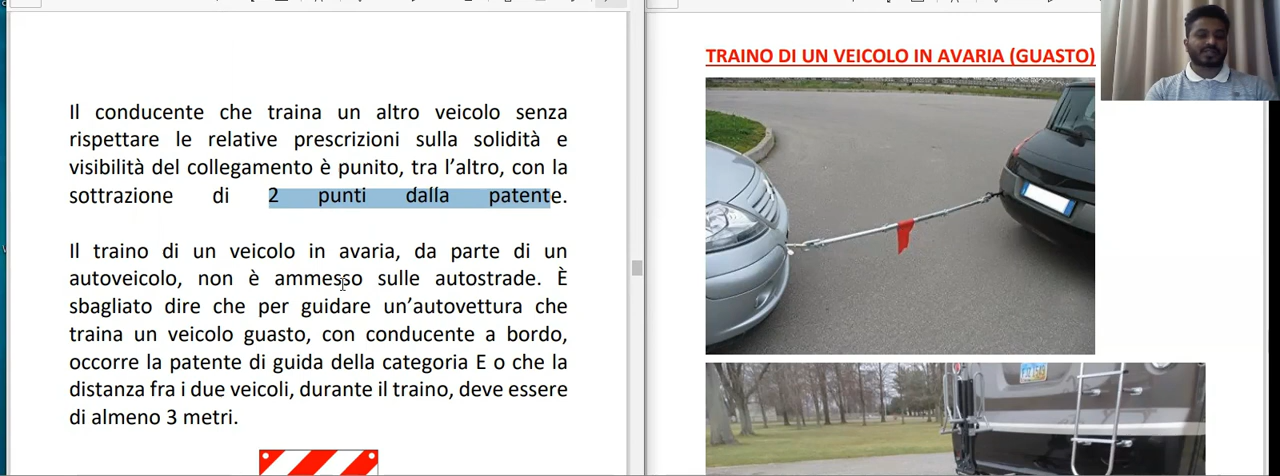 Il conducente che traina un altro veicolo senza
rispettare le relative prescrizioni sulla solidità e
visibilità del collegamento è punito, tra l’altro, con la
sottrazione di 2 punti dalla patente.
Il traino di un veicolo in avaria, da parte di un
autoveicolo, non è ammesso sulle autostrade. È
sbagliato dire che per guidare un’autovettura che
traina un veicolo guasto, con conducente a bordo,
occorre la patente di guida della categoria E o che la
distanza fra i due veicoli, durante il traino, deve essere
di almeno 3 metri.
TRAINO DI UN VEICOLO IN AVARIA (GUASTO)